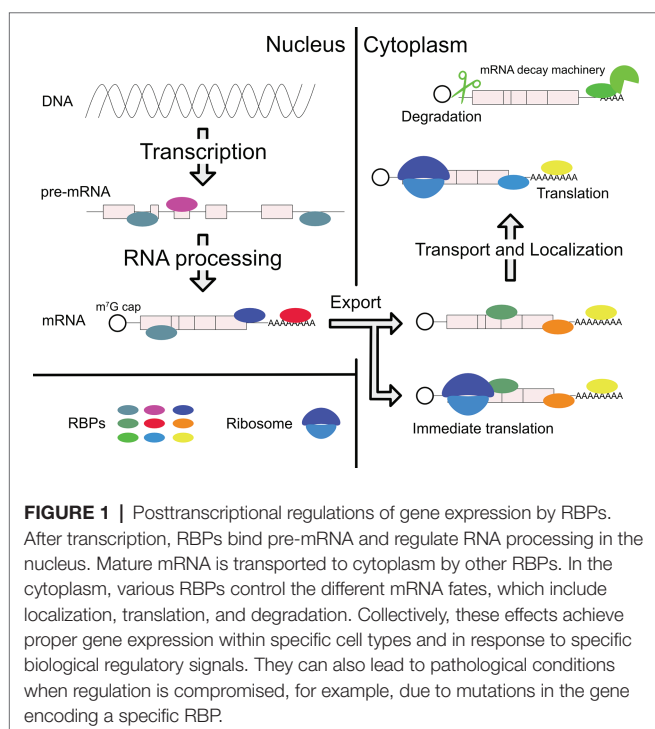 Nucleus
Cytoplasm
DNA
Transcription
pre-mRNA
RNA processing
m⁷G cap
mRNA
AAAAAAAA
Export
mRNA decay machinery
AAAA
Degradation
AAAAAAAA
Translation
Transport and Localization
AAAAAAAA
AAAAAAAA
Immediate translation
RBPs
Ribosome
FIGURE 1 | Posttranscriptional regulations of gene expression by RBPs.
After transcription, RBPs bind pre-mRNA and regulate RNA processing in the
nucleus. Mature mRNA is transported to cytoplasm by other RBPs. In the
cytoplasm, various RBPs control the different mRNA fates, which include
localization, translation, and degradation. Collectively, these effects achieve
proper gene expression within specific cell types and in response to specific
biological regulatory signals. They can also lead to pathological conditions
when regulation is compromised, for example, due to mutations in the gene
encoding a specific RBP.